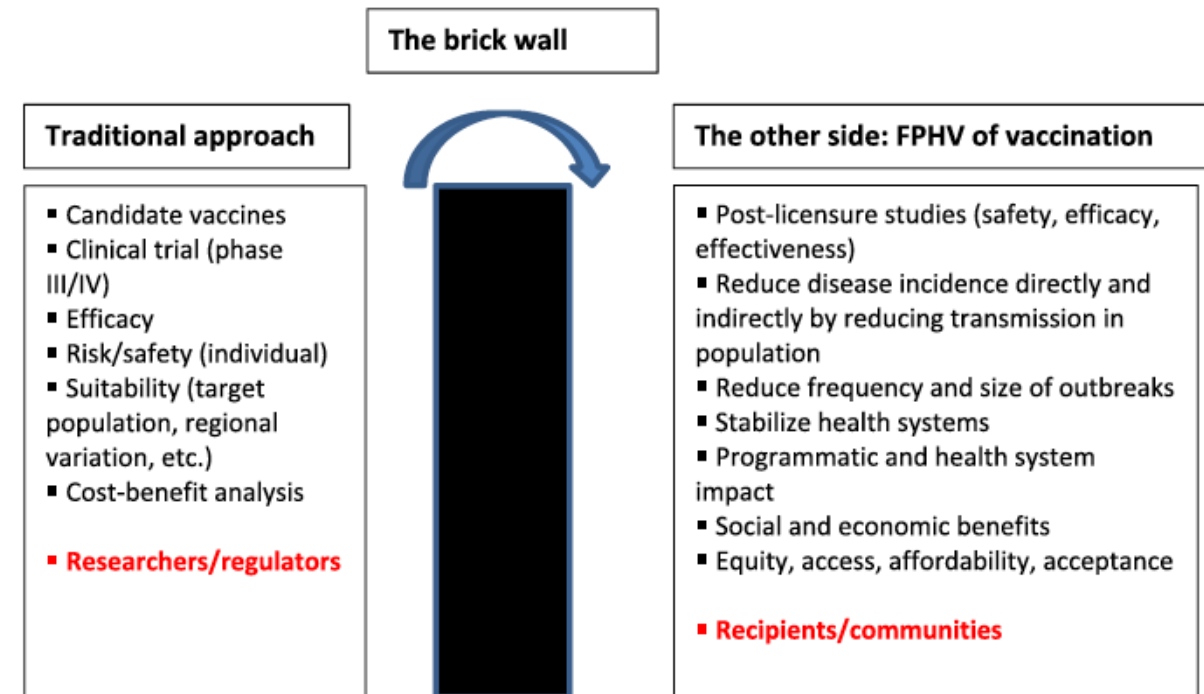 The brick wall
Traditional approach
▪ Candidate vaccines
▪ Clinical trial (phase
III/IV)
▪ Efficacy
▪ Risk/safety (individual)
▪ Suitability (target
population, regional
variation, etc.)
▪ Cost-benefit analysis
▪ Researchers/regulators
The other side: FPHV of vaccination
▪ Post-licensure studies (safety, efficacy,
effectiveness)
▪ Reduce disease incidence directly and
indirectly by reducing transmission in
population
▪ Reduce frequency and size of outbreaks
▪ Stabilize health systems
▪ Programmatic and health system
impact
▪ Social and economic benefits
▪ Equity, access, affordability, acceptance
▪ Recipients/communities